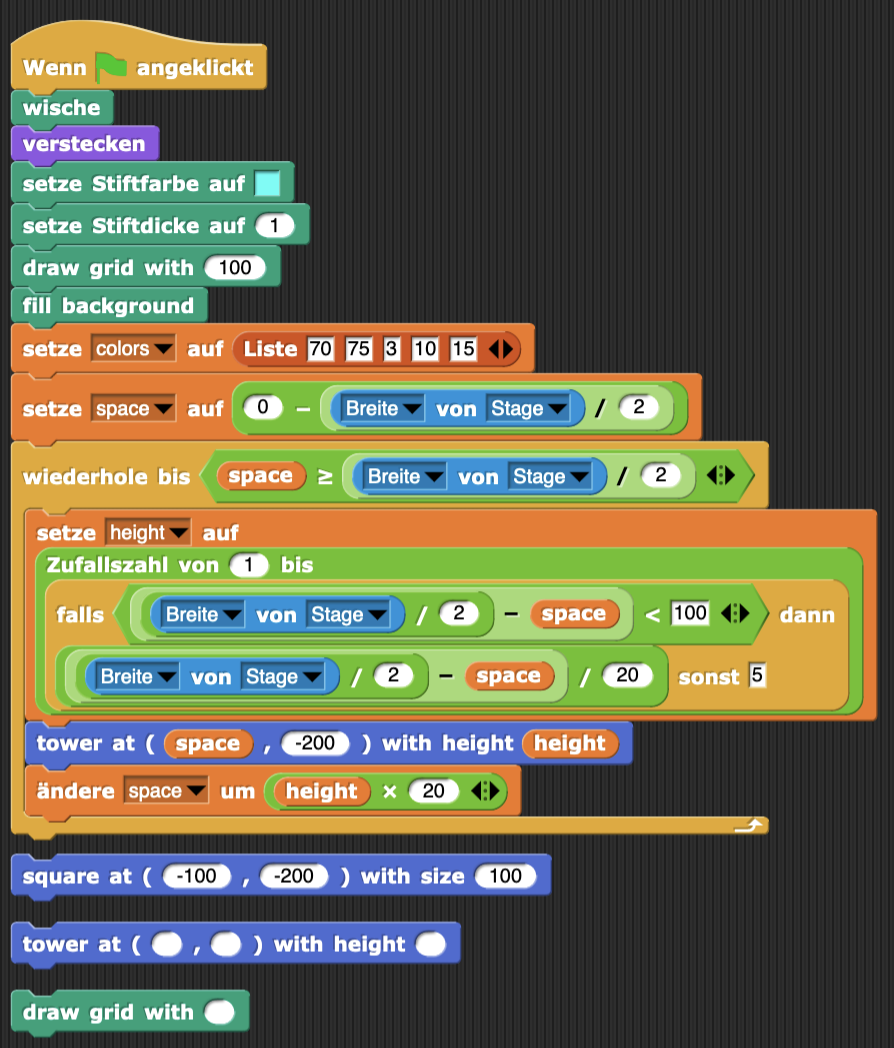 Wenn angeklickt
wische
verstecken
setze Stiftfarbe auf
setze Stiftdicke auf 1
draw grid with 100
fill background
setze colors auf Liste 70 75 3 10 15
setze space auf 0 − Breite von Stage / 2
wiederhole bis space ≥ Breite von Stage / 2
setze height auf
Zufallszahl von 1 bis
falls Breite von Stage / 2 − space < 100 dann
Breite von Stage / 2 − space / 20 sonst 5
tower at ( space , -200 ) with height height
ändere space um height × 20
square at ( -100 , -200 ) with size 100
tower at ( , ) with height
draw grid with